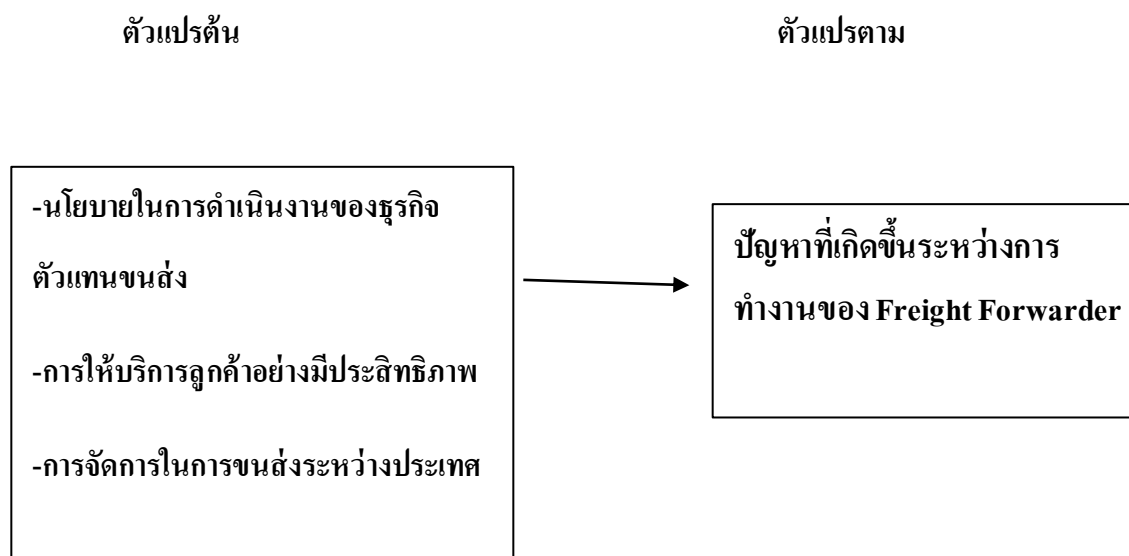 ตัวแปรต้น
ตัวแปรตาม
-นโยบายในการดำเนินงานของธุรกิจ
ตัวแทนขนส่ง
-การให้บริการลูกค้าอย่างมีประสิทธิภาพ
-การจัดการในการขนส่งระหว่างประเทศ
ปัญหาที่เกิดขึ้นระหว่างการ
ทำงานของ Freight Forwarder